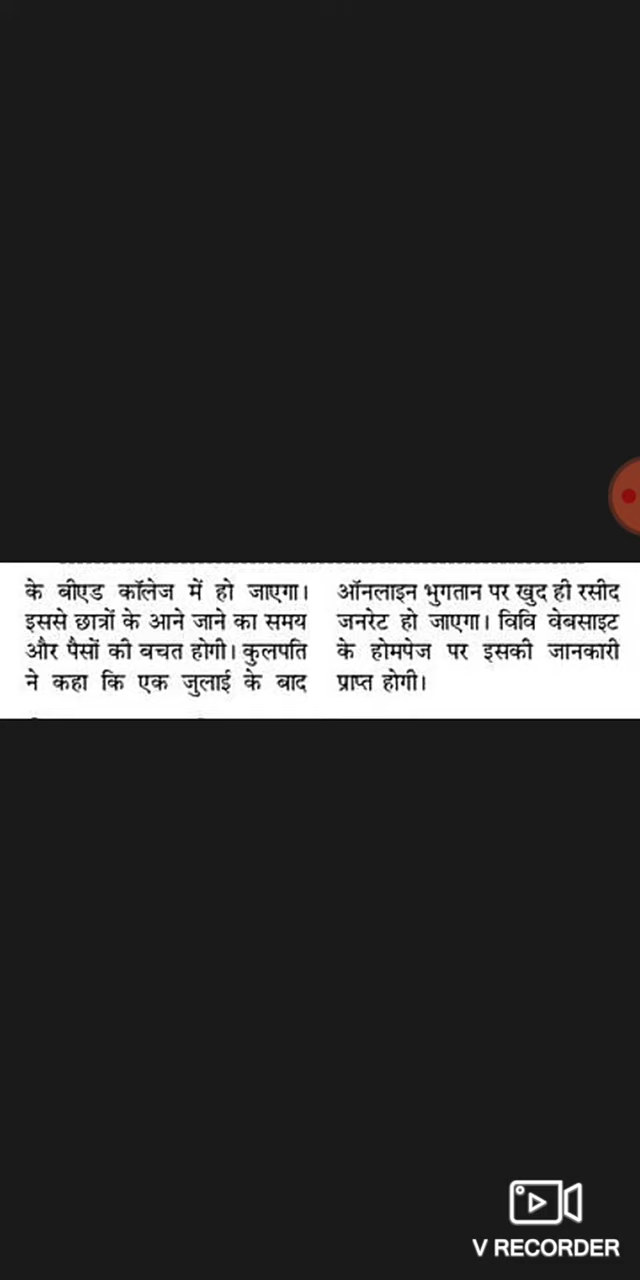 के बीएड कॉलेज में हो जाएगा।
इससे छात्रों के आने जाने का समय
और पैसों की बचत होगी। कुलपति
ने कहा कि एक जुलाई के बाद
ऑनलाइन भुगतान पर खुद ही रसीद
जनरेट हो जाएगा। विवि वेबसाइट
के होमपेज पर इसकी जानकारी
प्राप्त होगी।
V RECORDER